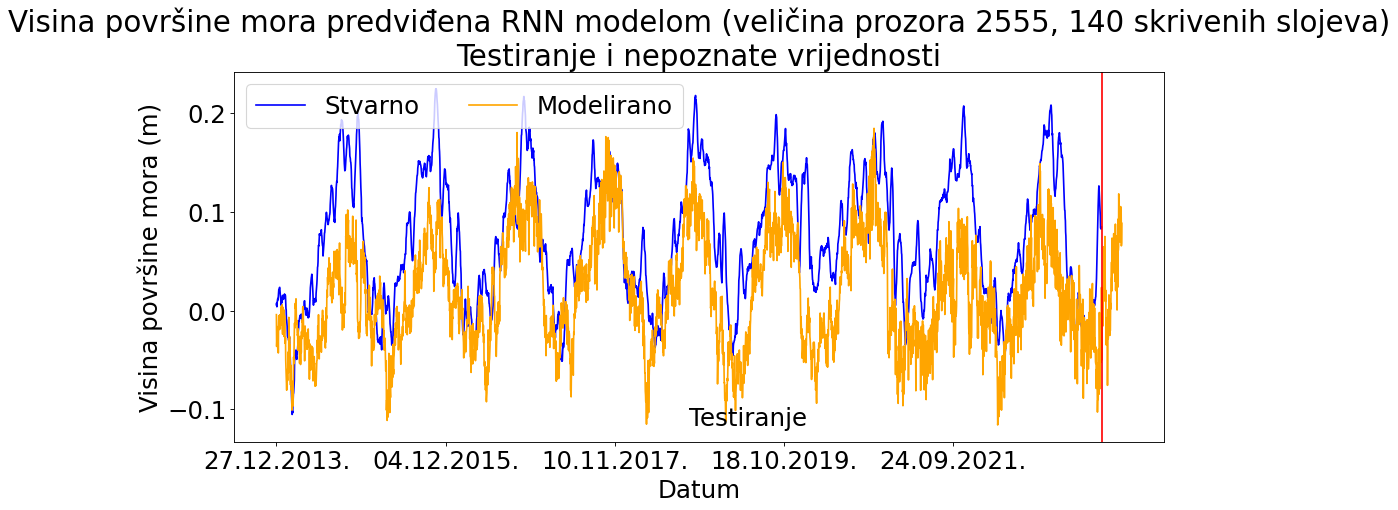 Visina površine mora predviđena RNN modelom (veličina prozora 2555, 140 skrivenih slojeva)
Testiranje i nepoznate vrijednosti
Stvarno Modelirano
Visina površine mora (m)
0.2
0.1
0.0
−0.1
Testiranje
27.12.2013. 04.12.2015. 10.11.2017. 18.10.2019. 24.09.2021.
Datum